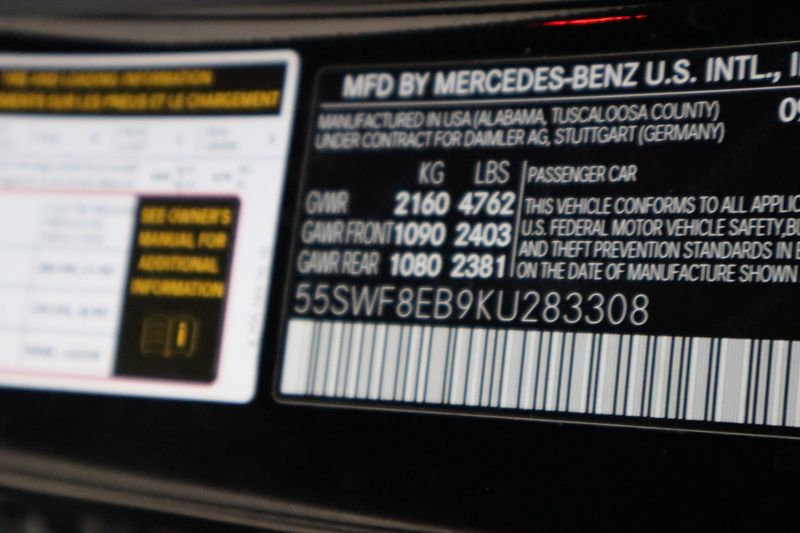 AND LOADING INFORMATION
SUR LES PNEUS ET LE CHARGEMENT
SEE OWNER'S
MANUAL FOR
ADDITIONAL
INFORMATION
MFD BY MERCEDES-BENZ U.S. INTL.,
MANUFACTURED IN USA (ALABAMA, TUSCALOOSA COUNTY)
UNDER CONTRACT FOR DAIMLER AG, STUTTGART (GERMANY)
KG LBS
GVWR 2160 4762
GAWR FRONT 1090 2403
GAWR REAR 1080 2381
PASSENGER CAR
THIS VEHICLE CONFORMS TO ALL APPLIC
U.S. FEDERAL MOTOR VEHICLE SAFETY, BU
AND THEFT PREVENTION STANDARDS IN E
ON THE DATE OF MANUFACTURE SHOWN
55SWF8EB9KU283308